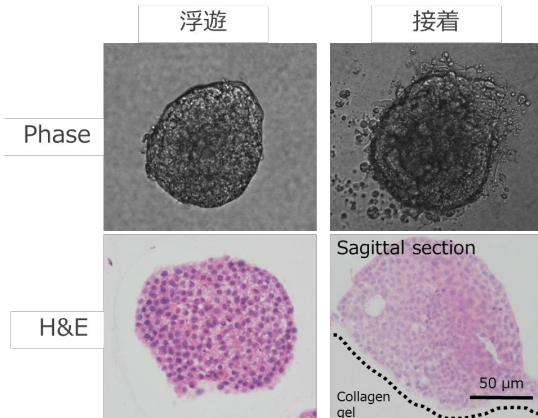 浮遊
接着
Phase
Sagittal section
H&E
50 μm
Collagen
gel